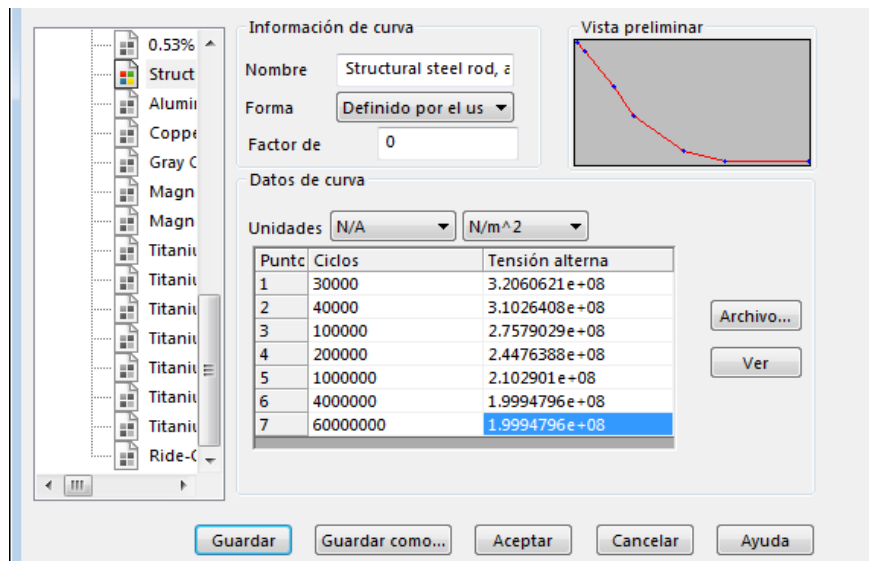 0.53%
Struct
Alumin
Coppe
Gray C
Magn
Magn
Titaniu
Titaniu
Titaniu
Titaniu
Titaniu
Titaniu
Titaniu
Ride-C
Información de curva
Nombre Structural steel rod, a
Forma Definido por el us
Factor de 0
Vista preliminar
Datos de curva
Unidades N/A N/m^2
Puntc Ciclos Tensión alterna
1 30000 3.2060621e+08
2 40000 3.1026408e+08
3 100000 2.7579029e+08
4 200000 2.4476388e+08
5 1000000 2.102901e+08
6 4000000 1.9994796e+08
7 60000000 1.9994796e+08
Archivo...
Ver
Guardar Guardar como... Aceptar Cancelar Ayuda